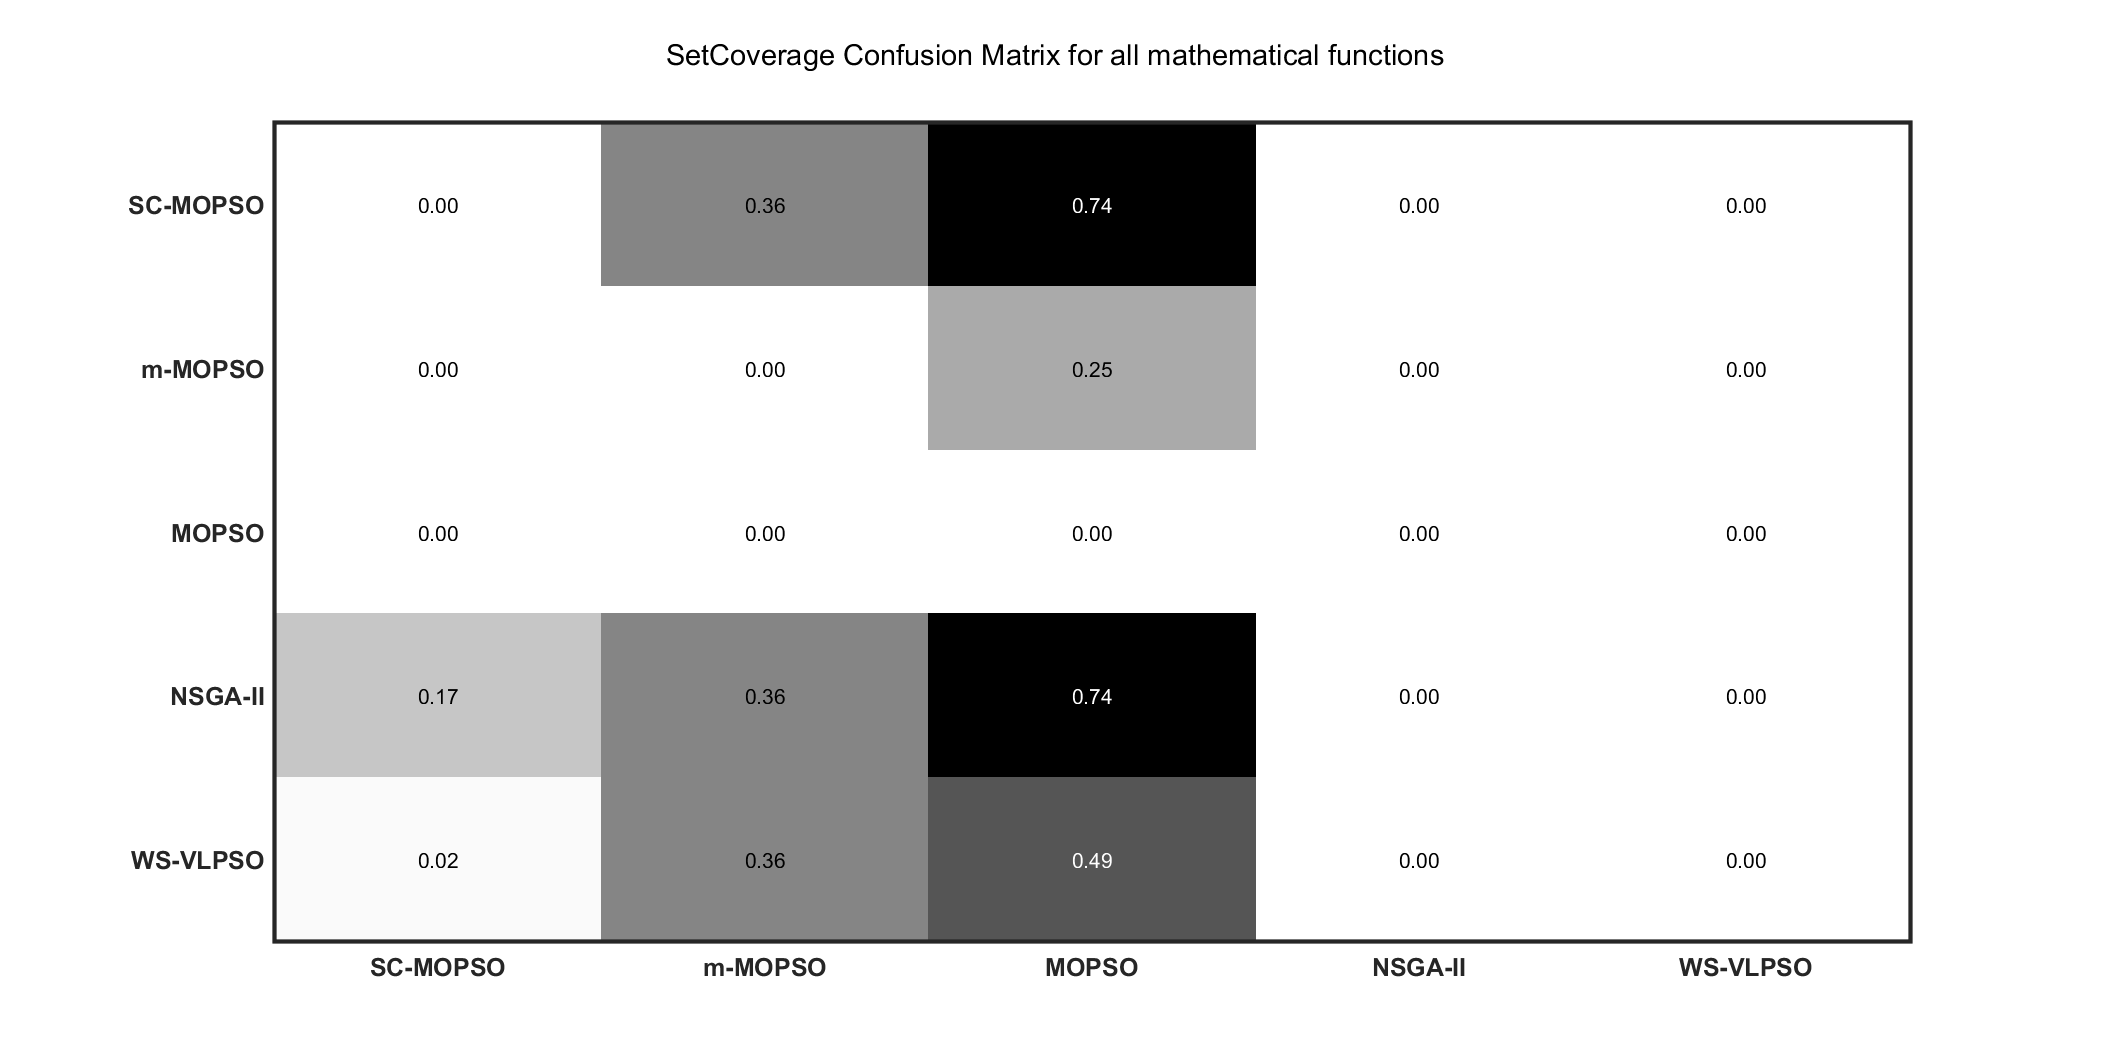 SetCoverage Confusion Matrix for all mathematical functions
SC-MOPSO 0.00 0.36 0.74 0.00 0.00
m-MOPSO 0.00 0.00 0.25 0.00 0.00
MOPSO 0.00 0.00 0.00 0.00 0.00
NSGA-II 0.17 0.36 0.74 0.00 0.00
WS-VLPSO 0.02 0.36 0.49 0.00 0.00
SC-MOPSO m-MOPSO MOPSO NSGA-II WS-VLPSO